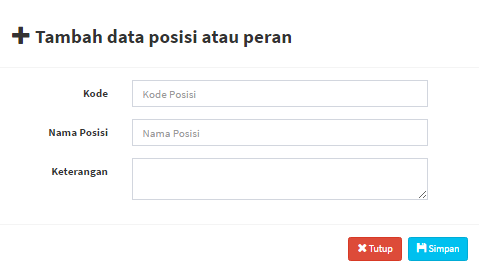 Tambah data posisi atau peran
Kode
Kode Posisi
Nama Posisi
Nama Posisi
Keterangan
Tutup
Simpan